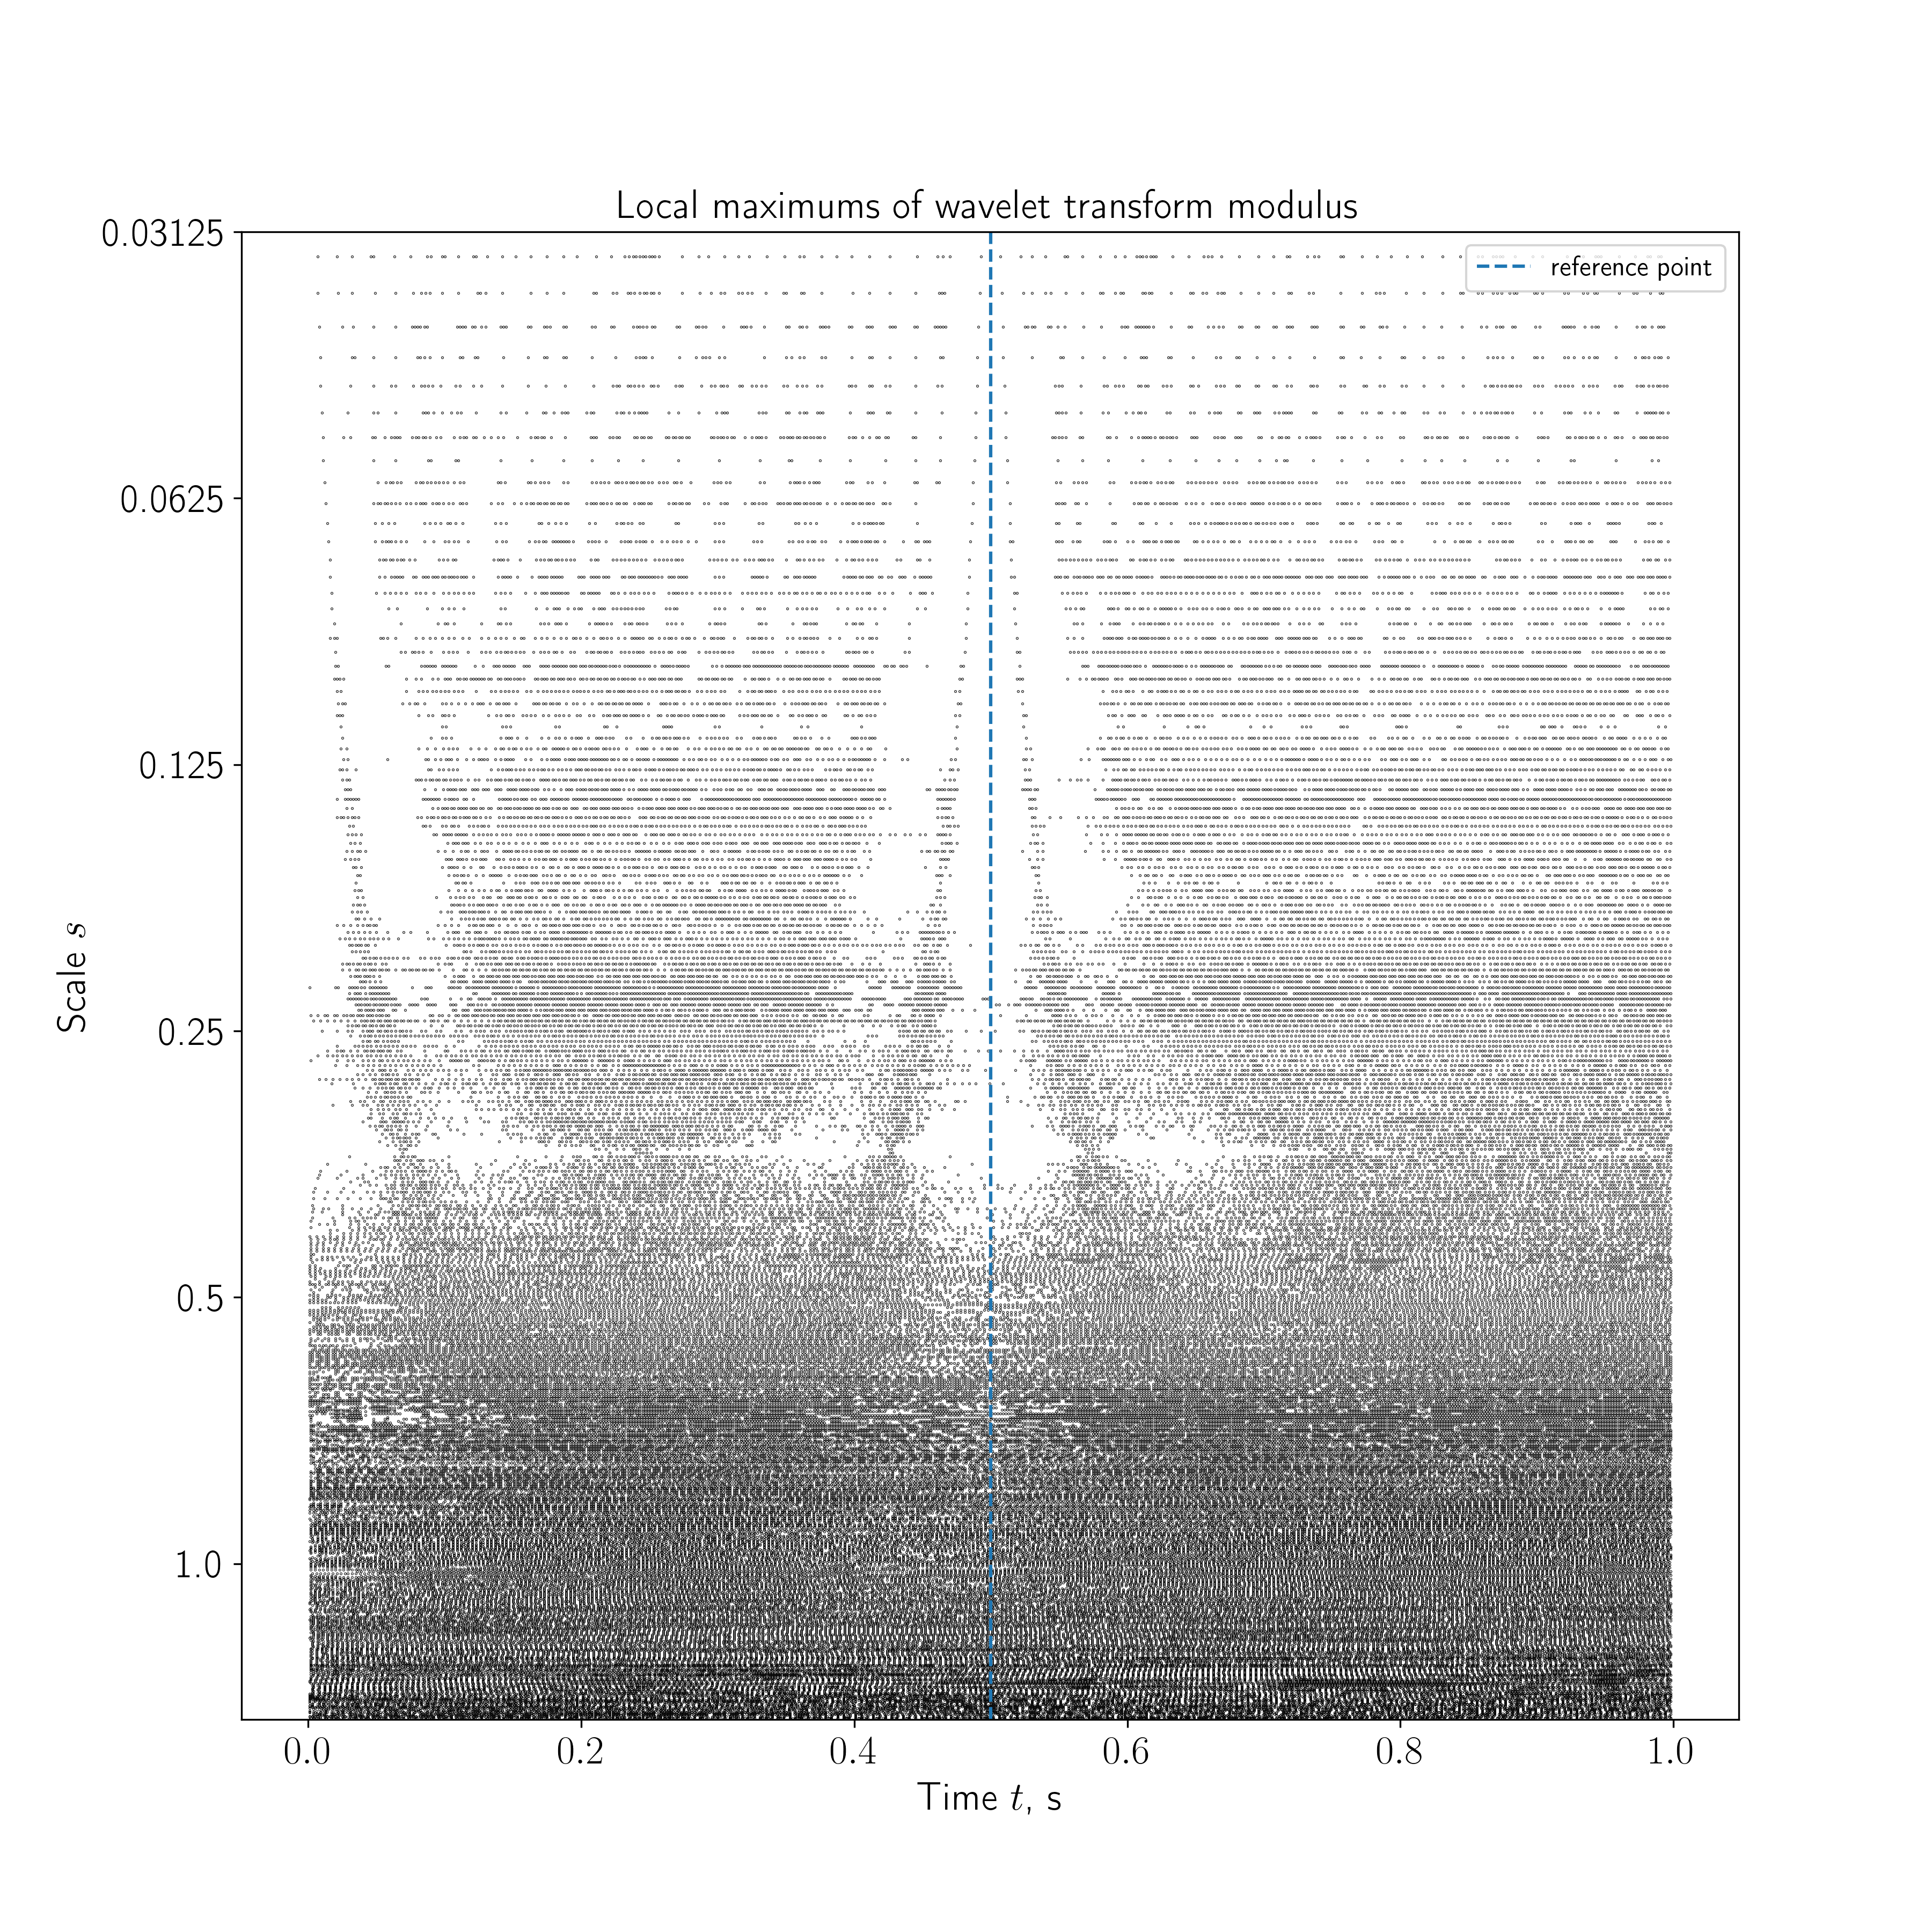 Local maximums of wavelet transform modulus
reference point
0.03125
0.0625
0.125
0.25
0.5
1.0
Scale s
0.0 0.2 0.4 0.6 0.8 1.0
Time t, s